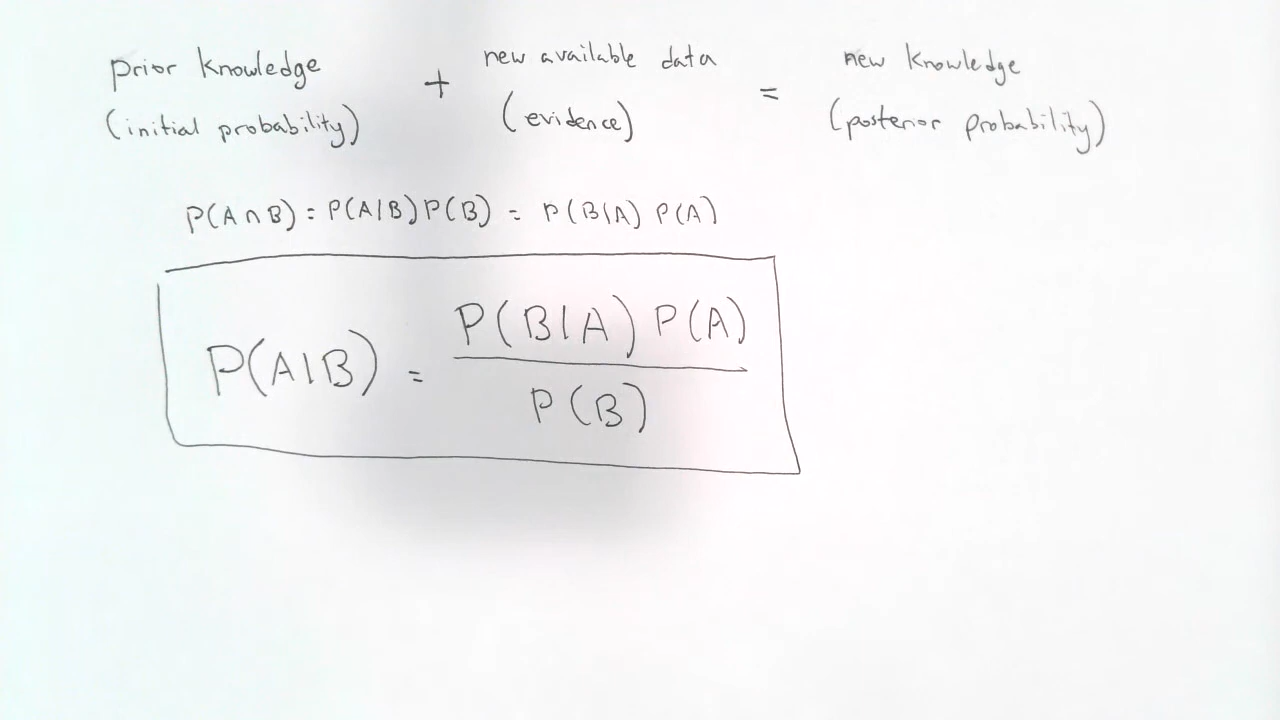 prior knowledge + new available data = new knowledge
(initial probability) (evidence) (posterior probability)
P(A∩B) = P(A|B) P(B) = P(B|A) P(A)
P(A|B) = P(B|A) P(A)
P(B)